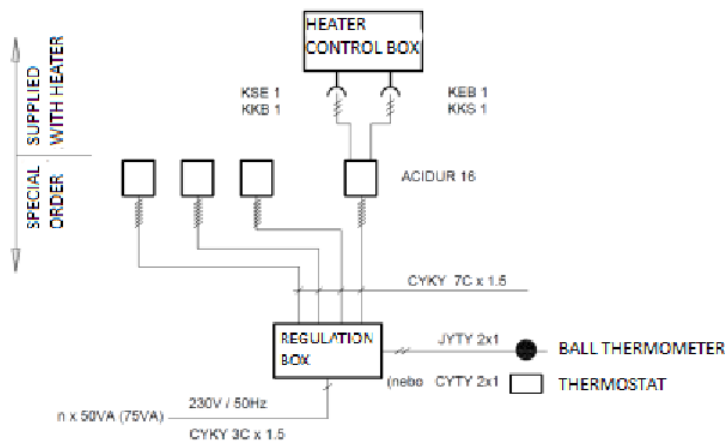 HEATER
CONTROL BOX
KSE 1
KKB 1
KEB 1
KKS 1
SUPPLIED
WITH HEATER
SPECIAL
ORDER
ACIDUR 16
CYKY 7C x 1.5
REGULATION
BOX
JYTY 2x1
BALL THERMOMETER
(nebo CYTY 2x1
THERMOSTAT
230V / 50Hz
n x 50VA (75VA)
CYKY 3C x 1.5